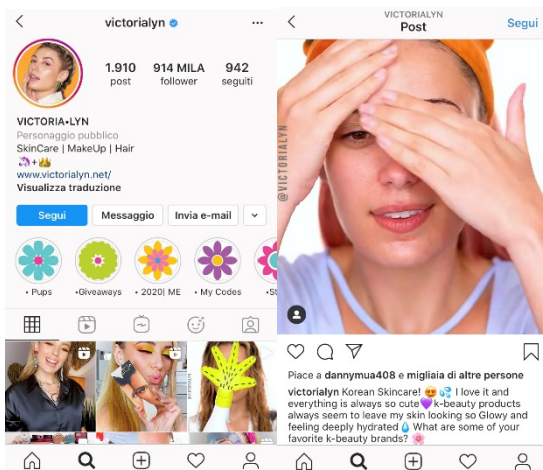 victorialyn
1.910 914 MILA 942
post follower seguiti
VICTORIA•LYN
Personaggio pubblico
SkinCare | MakeUp | Hair
🦄+👑
www.victorialyn.net/
Visualizza traduzione
Segui Messaggio Invia e-mail
• Pups •Giveaways • 2020| ME • My Codes
VICTORIALYN
Post Segui
@VICTORIALYN
Piace a dannymua408 e migliaia di altre persone
victorialyn Korean Skincare! 😍 💦 I love it and
everything is always so cute💜k-beauty products
always seem to leave my skin looking so Glowy and
feeling deeply hydrated💧 What are some of your
favorite k-beauty brands? 🌸